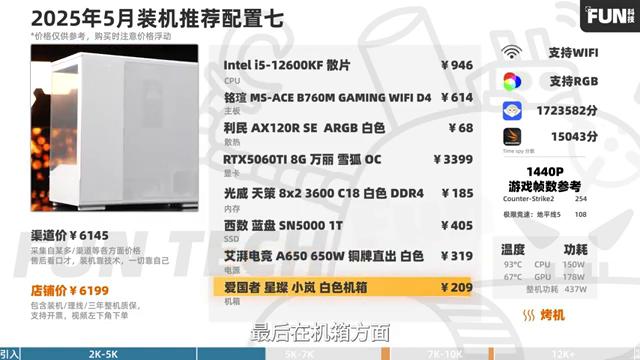 2025年5月装机推荐配置七
*价格仅供参考，购买时注意价格浮动
FUN科技
Intel i5-12600KF 散片 ￥946
CPU
铭瑄 MS-ACE B760M GAMING WIFI D4 ￥614
主板
利民 AX120R SE ARGB 白色 ￥68
散热
RTX5060TI 8G 万丽 雪狐 OC ￥3399
显卡
光威 天策 8x2 3600 C18 白色 DDR4 ￥185
内存
西数 蓝盘 SN5000 1T ￥405
SSD
艾湃电竞 A650 650W 铜牌直出 白色 ￥319
电源
爱国者 星璨 小岚 白色机箱 ￥209
机箱
支持WIFI
支持RGB
1723582分
15043分
Time spy 分数
1440P
游戏帧数参考
Counter-Strike2 254
极限竞速：地平线5 108
温度 功耗
93°C CPU 150W
67°C GPU 178W
整机功耗 437W
烤机
渠道价￥6145
采集自某多/渠道等各方面价格
售后看口才，装机靠技术，一切靠自己
店铺价￥6199
包含装机/理线/三年整机质保，
支持开票，视频左下角下单
FUN TECH
最后在机箱方面
引入 2K-5K 5K-7K 7K-10K 12K+